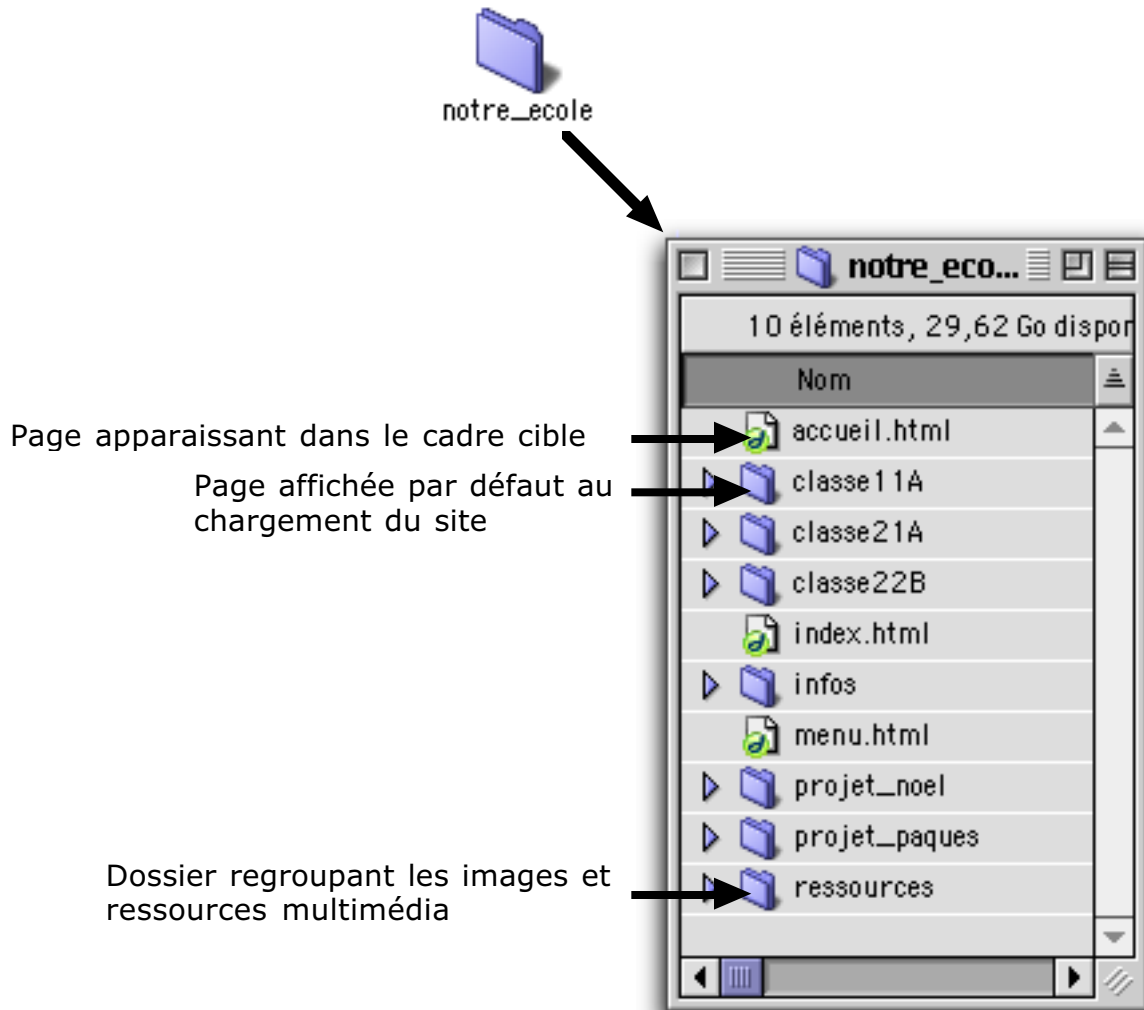 notre_ecole
notre_eco...
10 éléments, 29,62 Go dispon
Nom
Page apparaissant dans le cadre cible
accueil.html
Page affichée par défaut au
chargement du site
classe11A
classe21A
classe22B
index.html
infos
menu.html
projet_noel
projet_paques
Dossier regroupant les images et
ressources multimédia
ressources